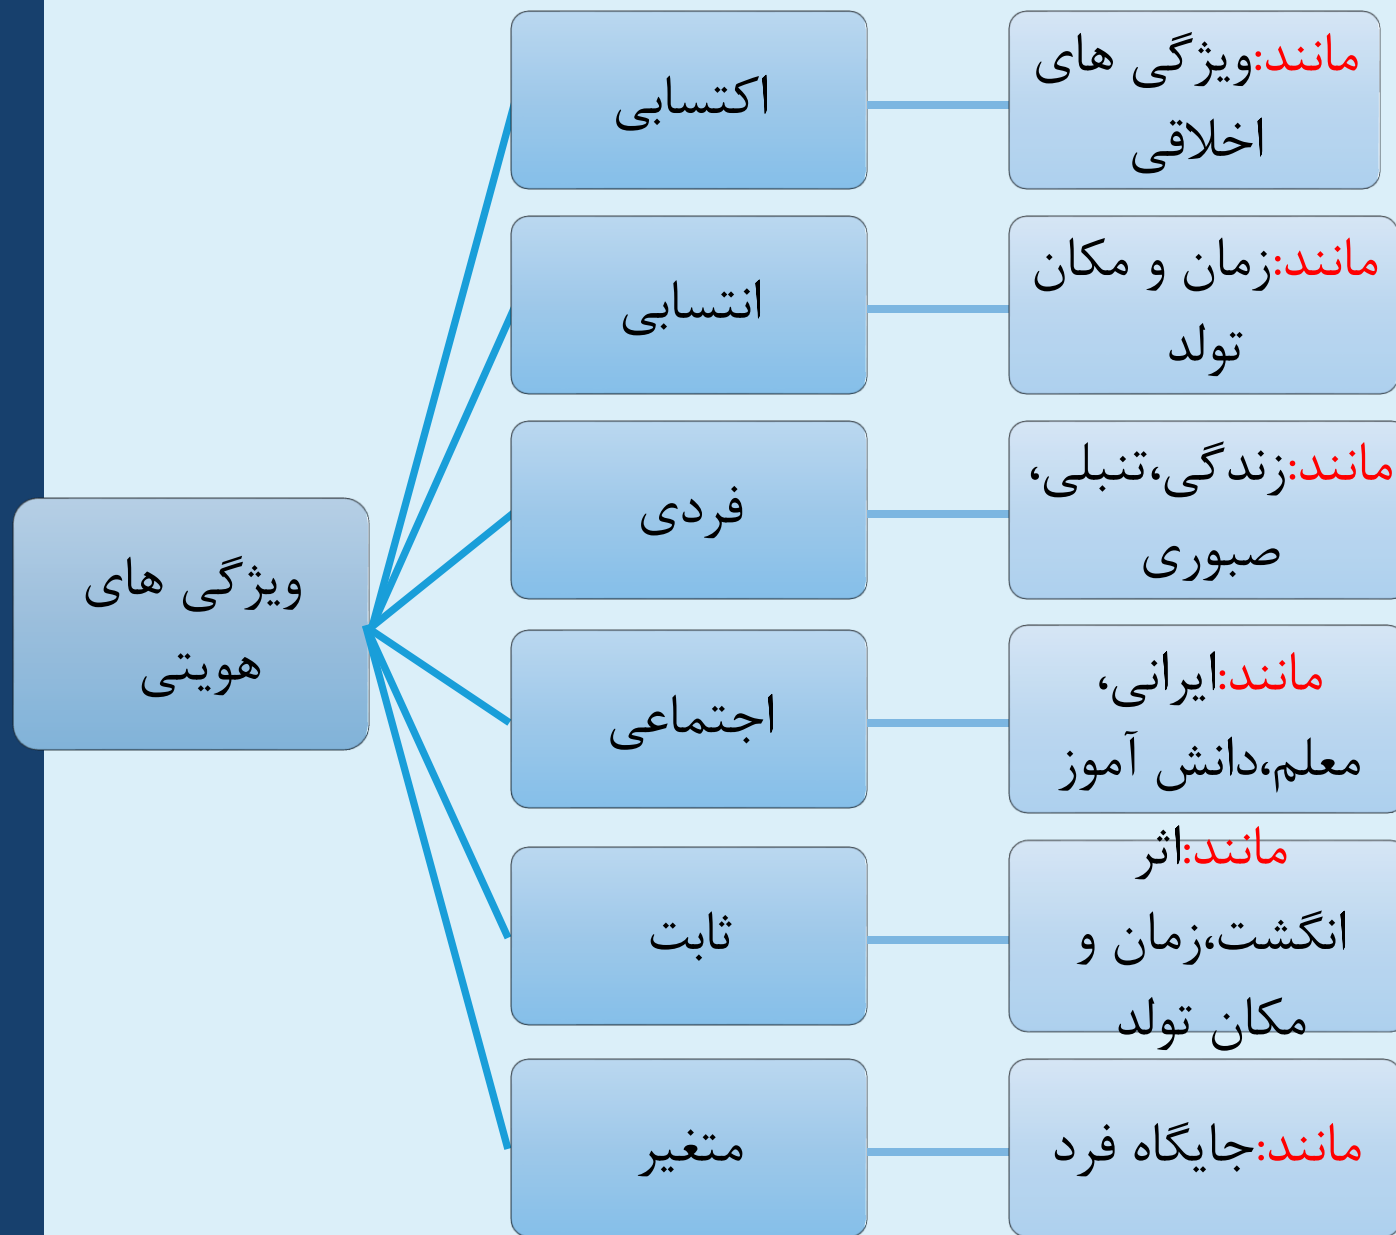 ویژگی های
هویتی
اکتسابی
مانند:ویژگی های
اخلاقی
انتسابی
مانند:زمان و مکان
تولد
فردی
مانند:زندگی،تنبلی،
صبوری
اجتماعی
مانند:ایرانی،
معلم،دانش آموز
ثابت
مانند:اثر
انگشت،زمان و
مکان تولد
متغیر
مانند:جایگاه فرد